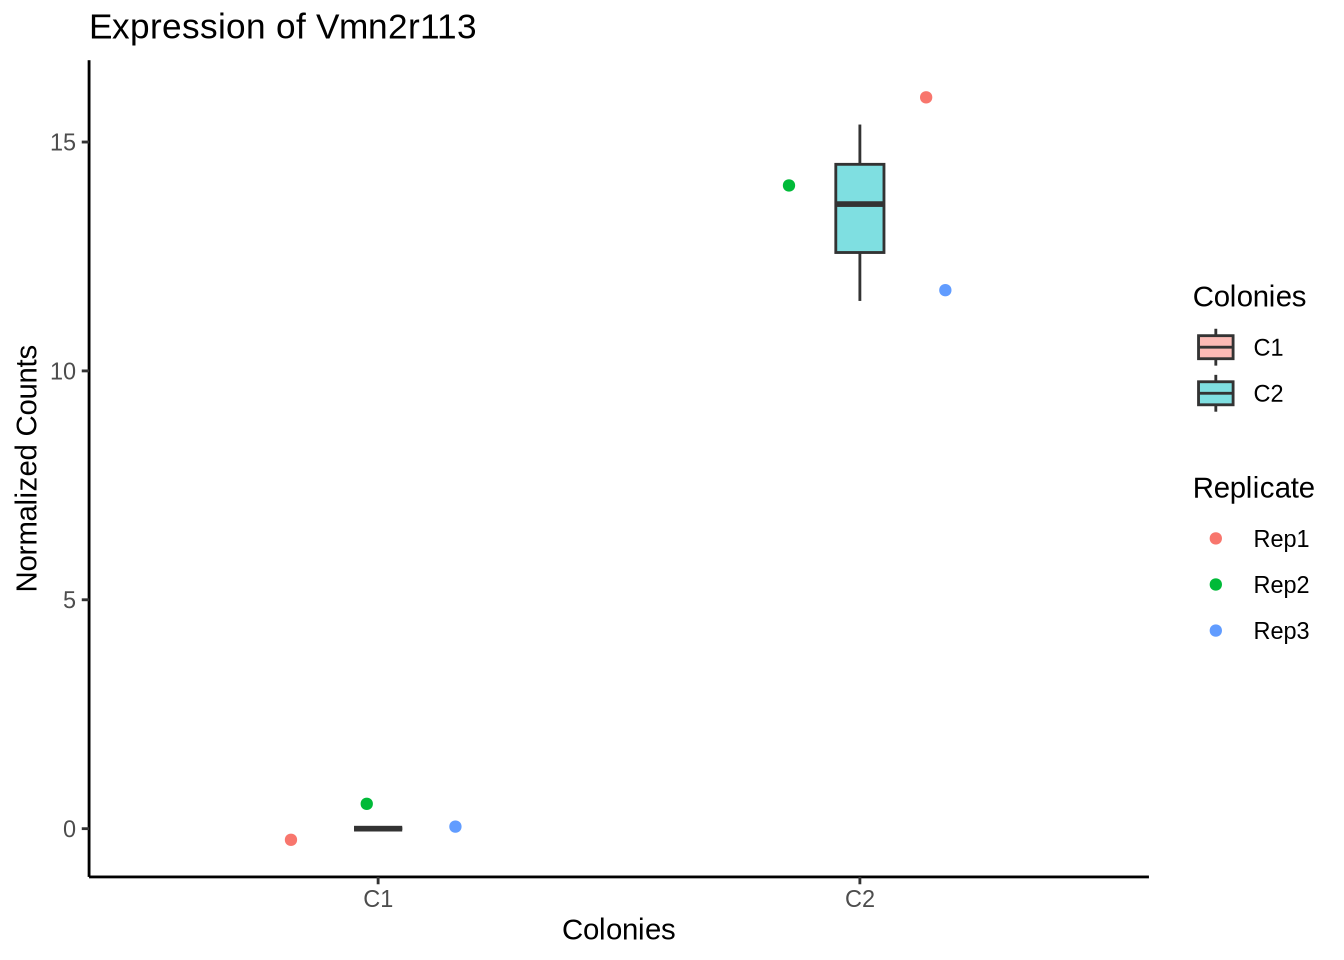 Expression of Vmn2r113
Normalized Counts
15
10
5
0
C1
C2
Colonies
Colonies
C1
C2
Replicate
Rep1
Rep2
Rep3